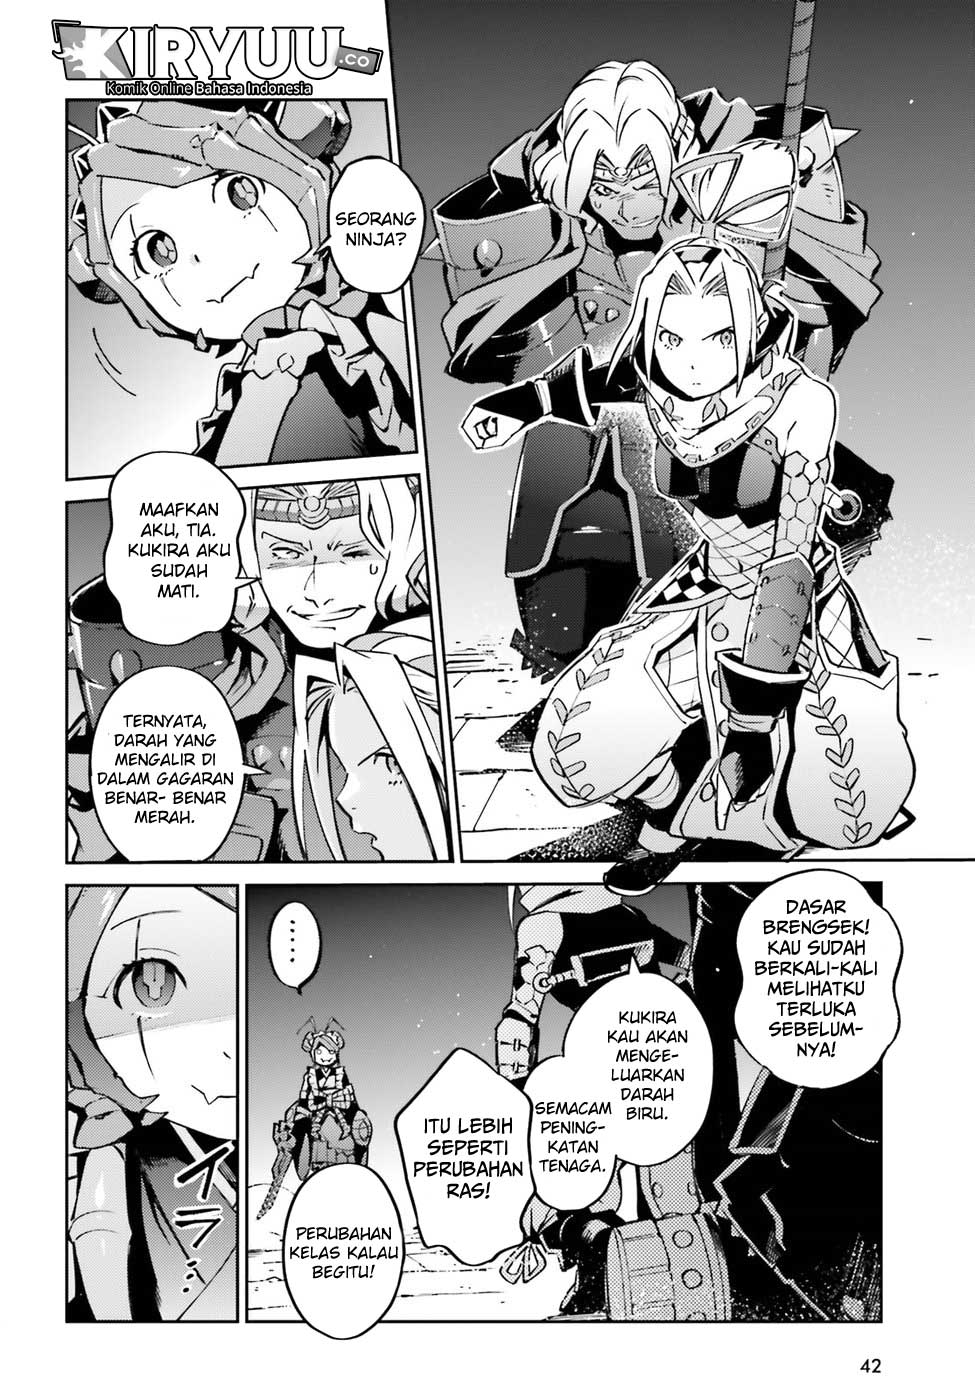 KIRYUU.CO
Komik Online Bahasa Indonesia
SEORANG
NINJA?
MAAFKAN
AKU, TIA.
KUKIRA AKU
SUDAH
MATI.
TERNYATA,
DARAH YANG
MENGALIR DI
DALAM GAGARAN
BENAR- BENAR
MERAH.
DASAR
BRENGSEK!
KAU SUDAH
BERKALI-KALI
MELIHATKU
TERLUKA
SEBELUM-
NYA!
KUKIRA
KAU AKAN
MENGE-
LUARKAN
DARAH
BIRU.
SEMACAM
PENING-
KATAN
TENAGA.
ITU LEBIH
SEPERTI
PERUBAHAN
RAS!
PERUBAHAN
KELAS KALAU
BEGITU!
......
イラ
42